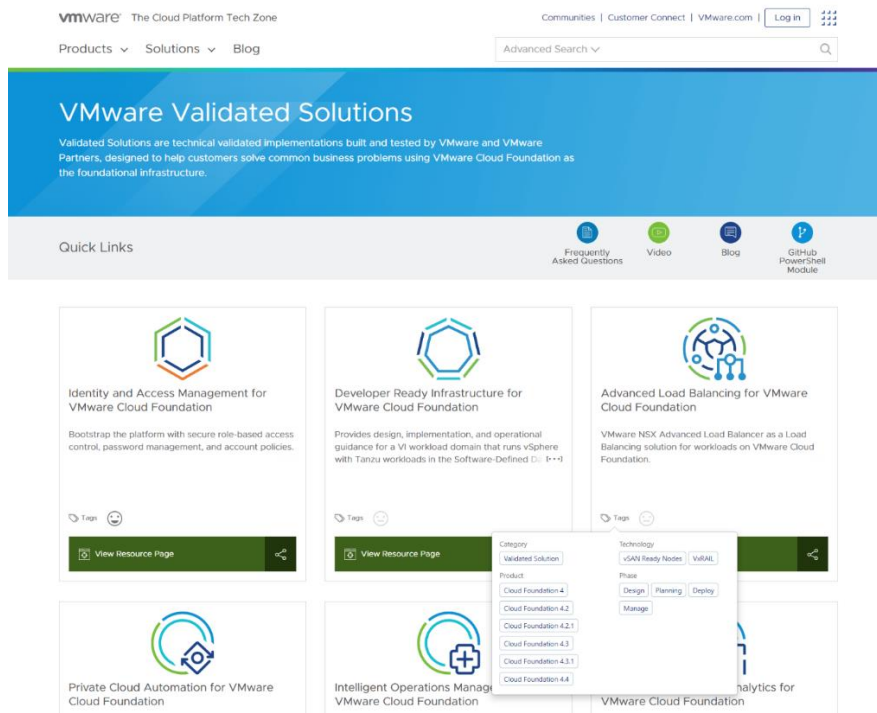 vmware® The Cloud Platform Tech Zone
Communities | Customer Connect | VMware.com | Log in
Products Solutions Blog
Advanced Search
VMware Validated Solutions
Validated Solutions are technical validated implementations built and tested by VMware and VMware
Partners, designed to help customers solve common business problems using VMware Cloud Foundation as
the foundational infrastructure.
Quick Links
Frequently
Asked Questions
Video
Blog
GitHub
PowerShell
Module
Identity and Access Management for
VMware Cloud Foundation
Bootstrap the platform with secure role-based access
control, password management, and account policies.
Tags
View Resource Page
Developer Ready Infrastructure for
VMware Cloud Foundation
Provides design, implementation, and operational
guidance for a VI workload domain that runs vSphere
with Tanzu workloads in the Software-Defined D [···]
Tags
View Resource Page
Advanced Load Balancing for VMware
Cloud Foundation
VMware NSX Advanced Load Balancer as a Load
Balancing solution for workloads on VMware Cloud
Foundation.
Tags
Category
Validated Solution
Product
Cloud Foundation 4
Cloud Foundation 4.2
Cloud Foundation 4.2.1
Cloud Foundation 4.3
Cloud Foundation 4.3.1
Cloud Foundation 4.4
Technology
vSAN Ready Nodes VxRAIL
Phase
Design Planning Deploy
Manage
Private Cloud Automation for VMware
Cloud Foundation
Intelligent Operations Manage
VMware Cloud Foundation
nalytics for
VMware Cloud Foundation